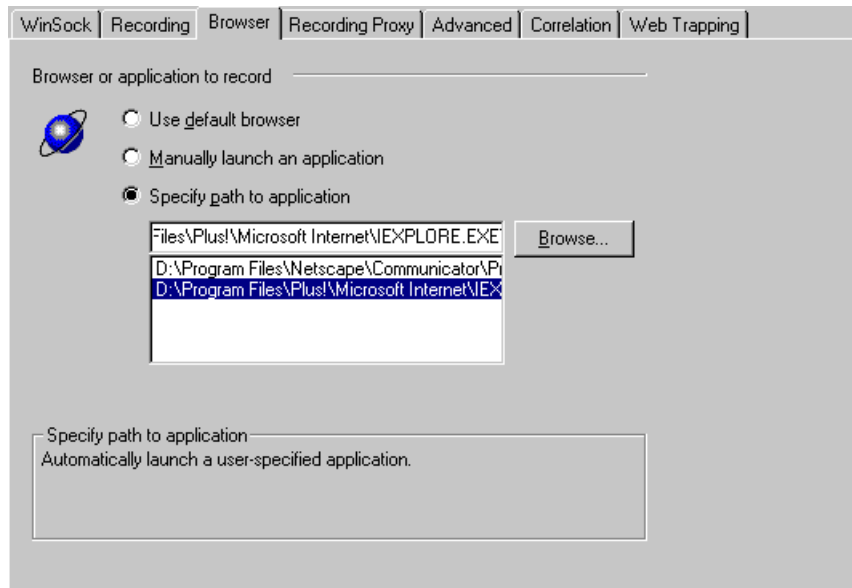 WinSock Recording Browser Recording Proxy Advanced Correlation Web Trapping
Browser or application to record
Use default browser
Manually launch an application
Specify path to application
Files\Plus!\Microsoft Internet\IEXPLORE.EXE
Browse...
D:\Program Files\Netscape\Communicator\P
D:\Program Files\Plus!\Microsoft Internet\IEX
Specify path to application
Automatically launch a user-specified application.